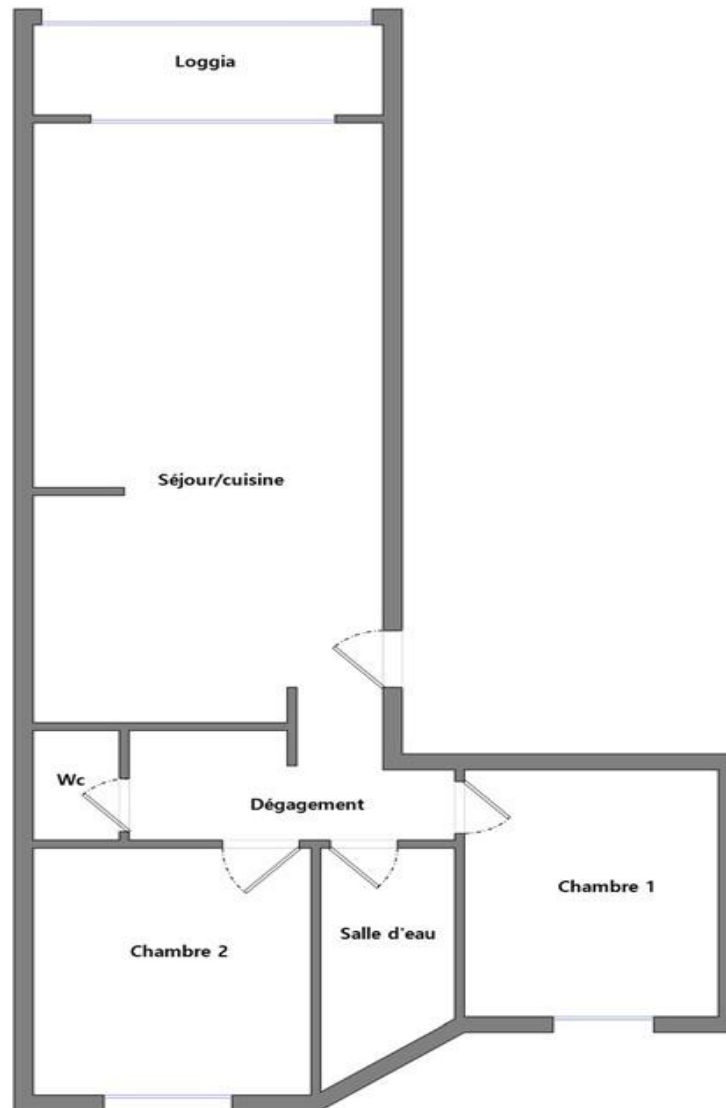 Loggia
Séjour/cuisine
Wc
Dégagement
Chambre 1
Salle d'eau
Chambre 2